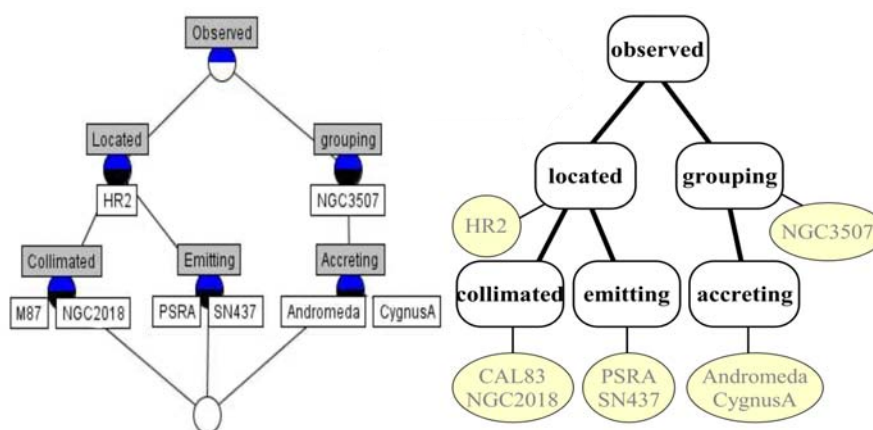 Observed
Located
grouping
HR2
NGC3507
Collimated
Emitting
Accreting
M87
NGC2018
PSRA
SN437
Andromeda
CygnusA
observed
located
grouping
HR2
NGC3507
collimated
emitting
accreting
CAL83
NGC2018
PSRA
SN437
Andromeda
CygnusA